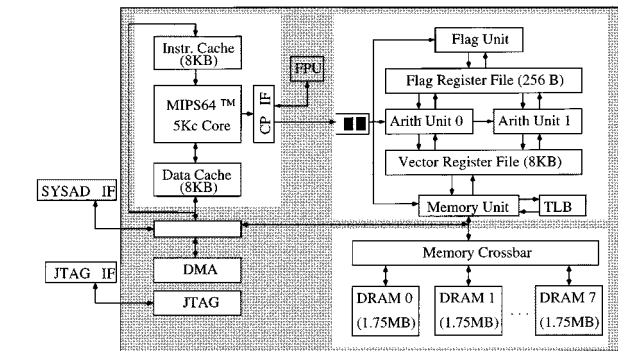 Instr. Cache
(8KB)
MIPS64 ™
5Kc Core
Data Cache
(8KB)
CP IF
FPU
Flag Unit
Flag Register File (256 B)
Arith Unit 0
Arith Unit 1
Vector Register File (8KB)
Memory Unit
TLB
SYSAD IF
DMA
JTAG IF
JTAG
Memory Crossbar
DRAM 0
(1.75MB)
DRAM 1
(1.75MB)
. . .
DRAM 7
(1.75MB)